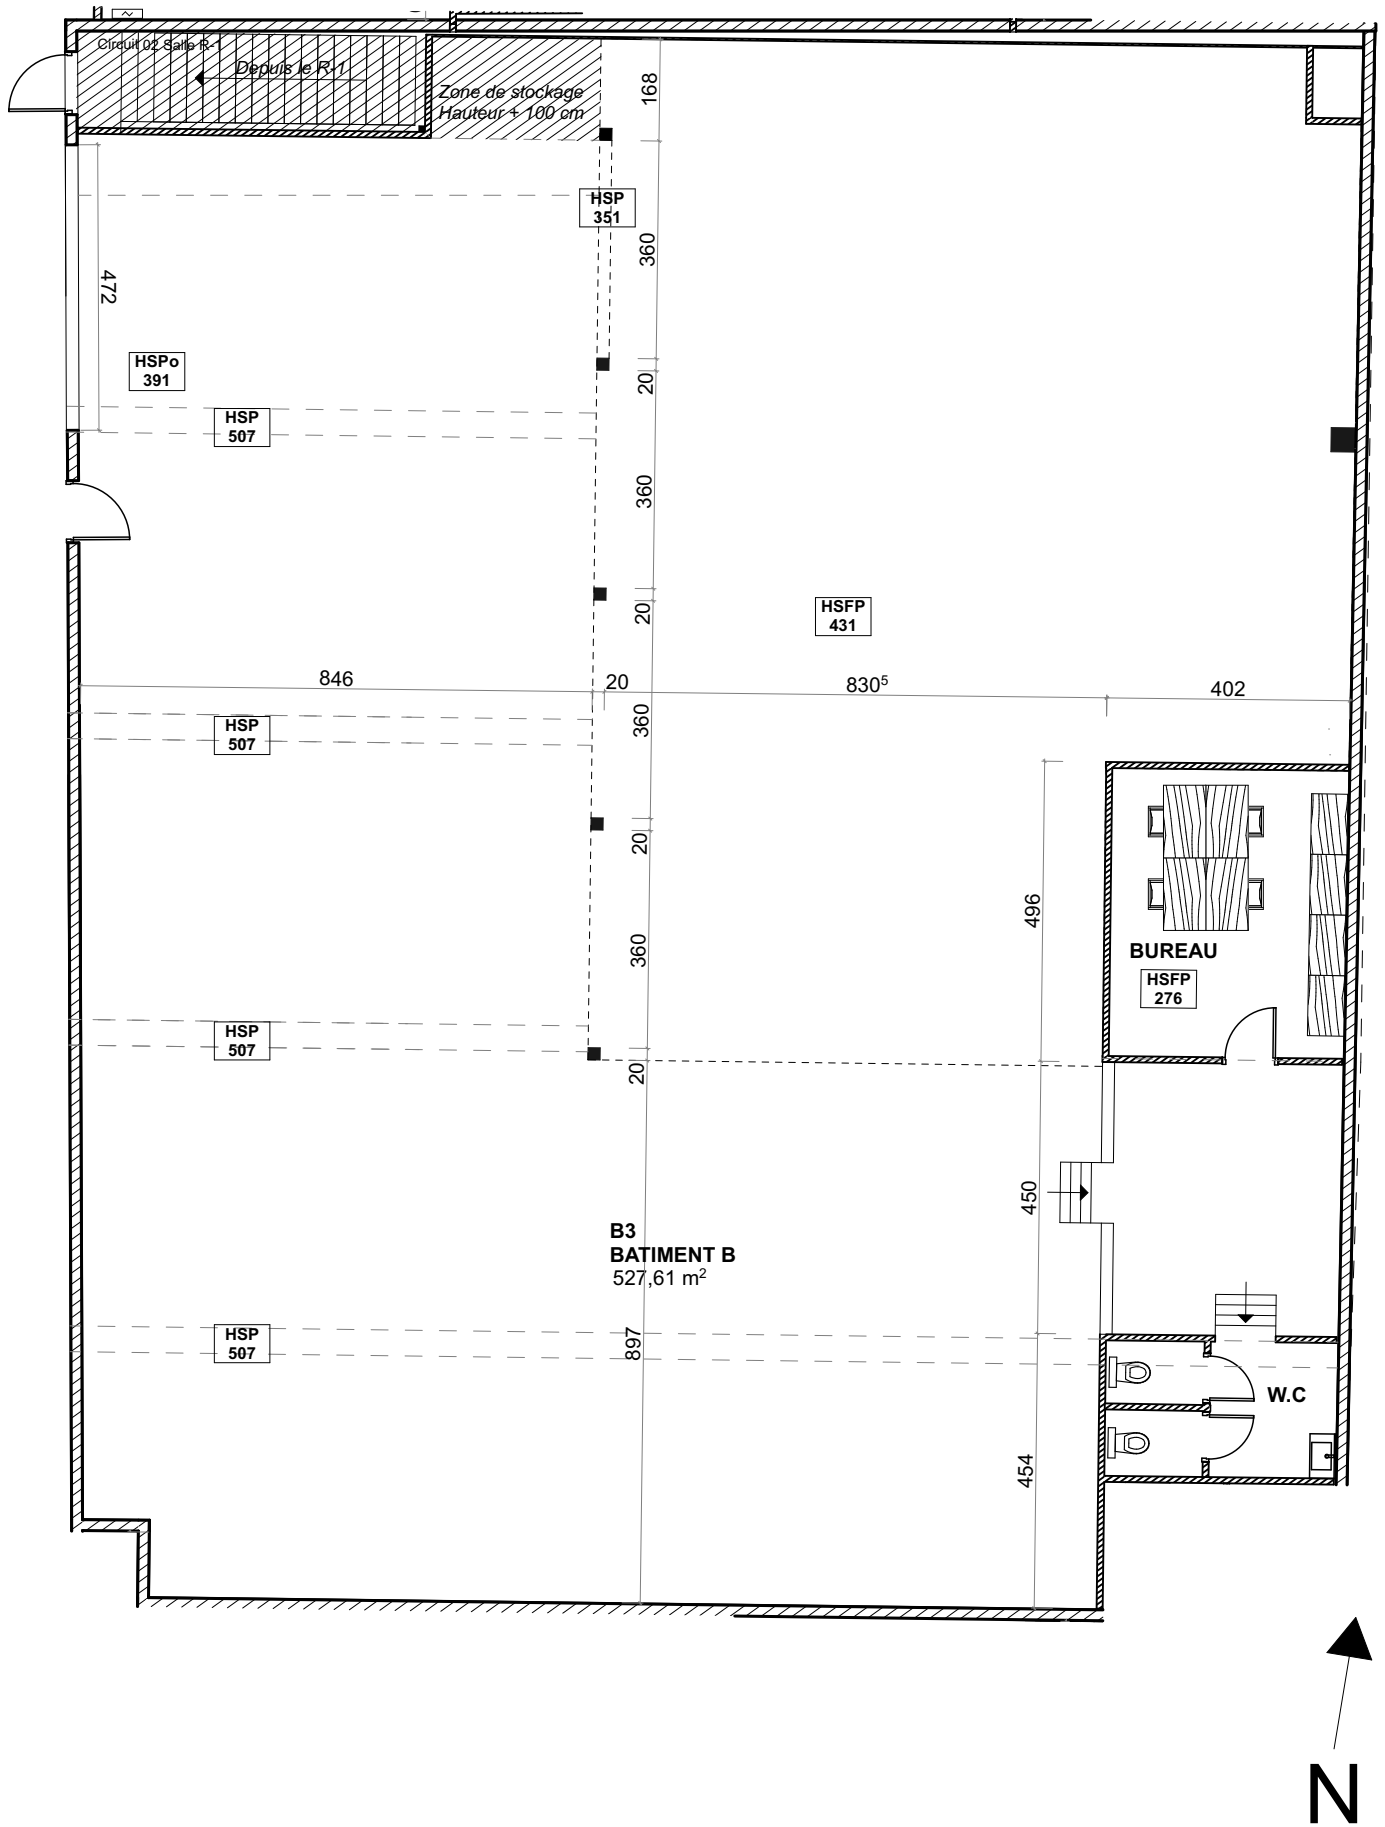 Circuit 02 Salle R-1
Depuis le R-1
Zone de stockage
Hauteur + 100 cm
168
HSP
351
360
472
HSPo
391
20
HSP
507
360
20
HSFP
431
846
20
830⁵
402
360
HSP
507
20
496
360
BUREAU
HSFP
276
HSP
507
20
450
B3
BATIMENT B
527,61 m²
897
HSP
507
W.C
454
N